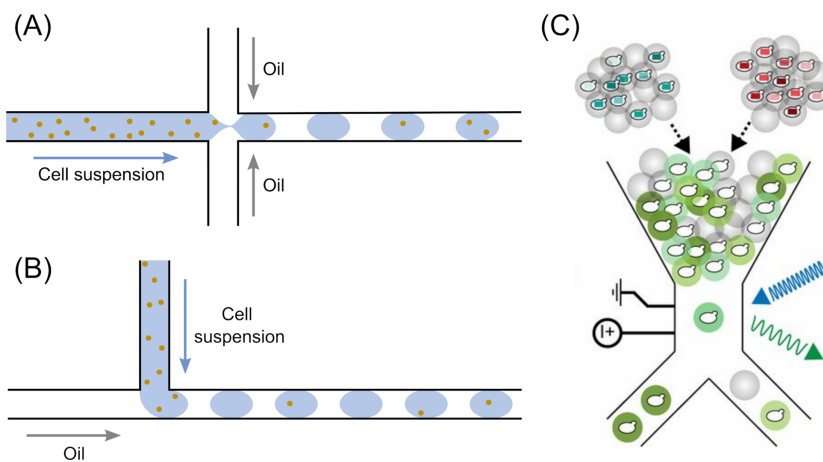 (A)
Oil
Cell suspension
Oil
(B)
Cell
suspension
Oil
(C)
I+